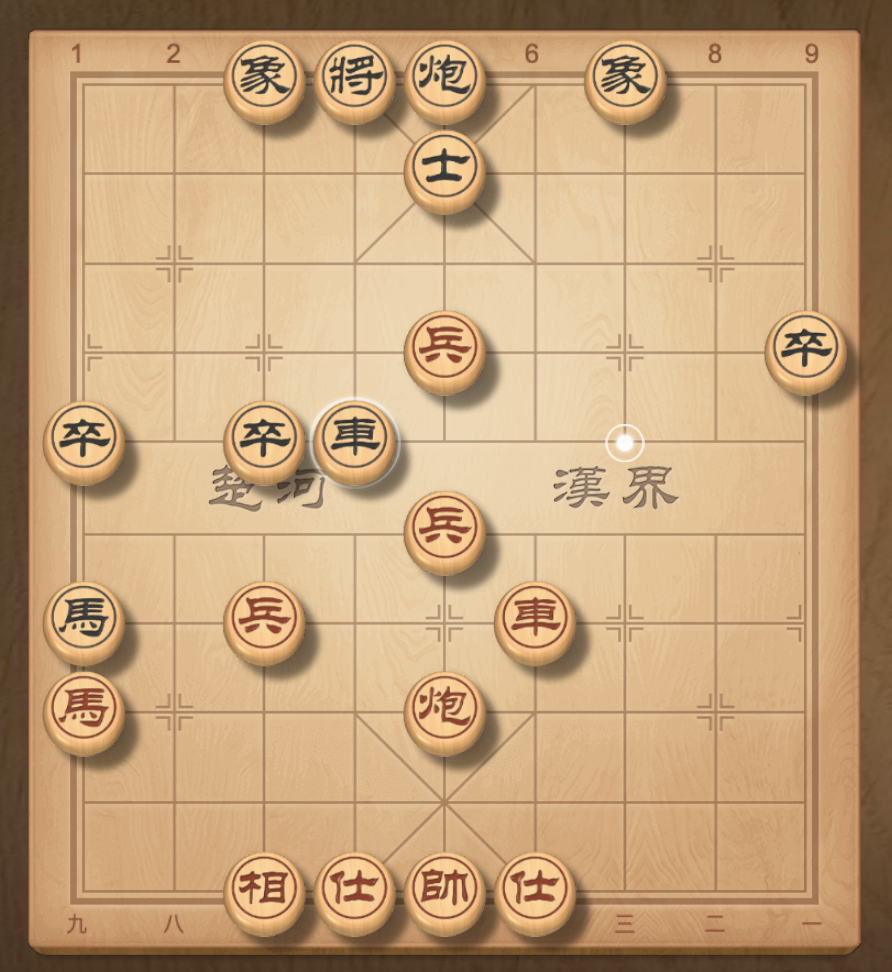 1 2 6 8 9
象 將 炮 象
士
兵 卒
卒 卒 車
楚河 漢界
兵
馬 兵 車
馬 炮
相 仕 帥 仕
九 八 三 二 一